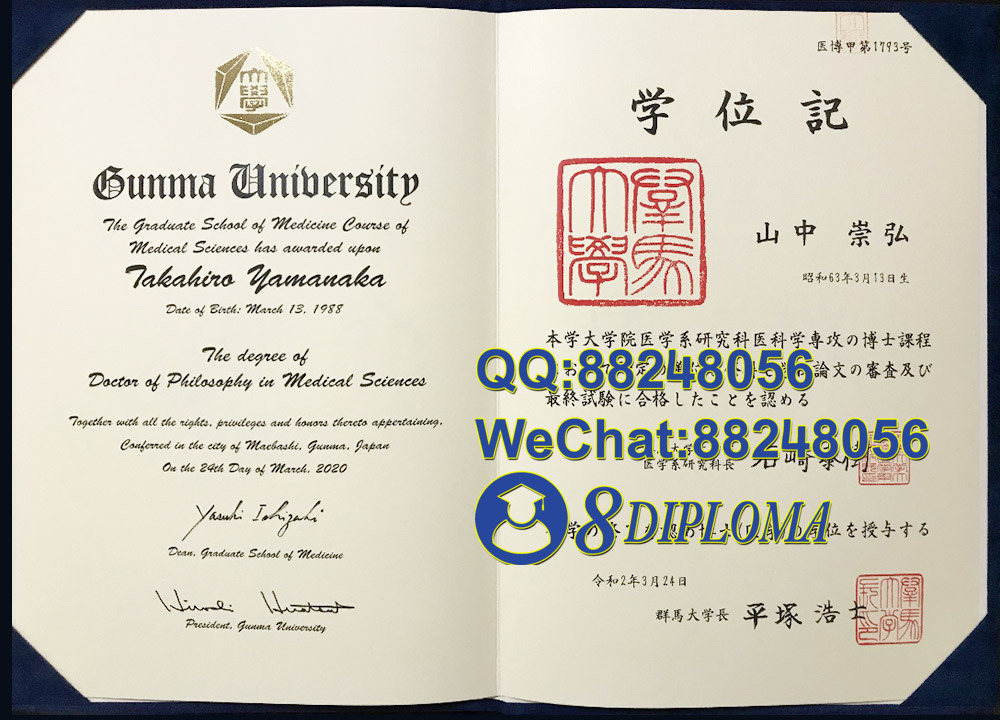 Gunma University
The Graduate School of Medicine Course of
Medical Sciences has awarded upon
Takahiro Yamanaka
Date of Birth: March 13, 1988
The degree of
Doctor of Philosophy in Medical Sciences
Together with all the rights, privileges and honors thereto appertaining,
Conferred in the city of Maebashi, Gunma, Japan
On the 24th Day of March, 2020
Dean, Graduate School of Medicine
President, Gunma University
医博甲第1793号
学位記
山中 崇弘
昭和63年3月13日生
本学大学院医学系研究科医科学専攻の博士課程
論文の審査及び
最終試験に合格したことを認める
医学系研究科長
位を授与する
令和2年3月24日
群馬大学長 平塚浩士
QQ:88248056
WeChat:88248056
8DIPLOMA